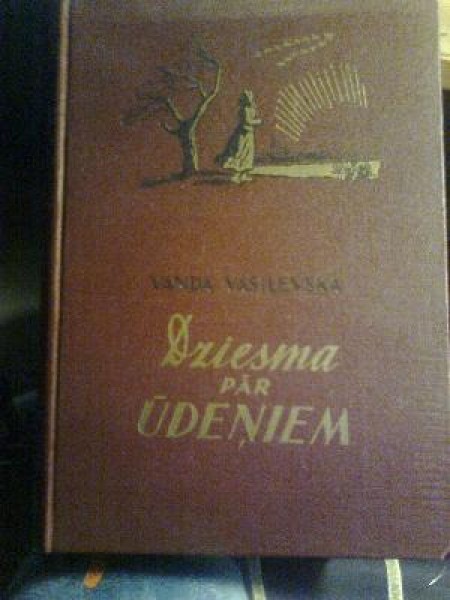 VANDA VASIĻEVSKA
Dziesma
PĀR
ŪDEŅIEM